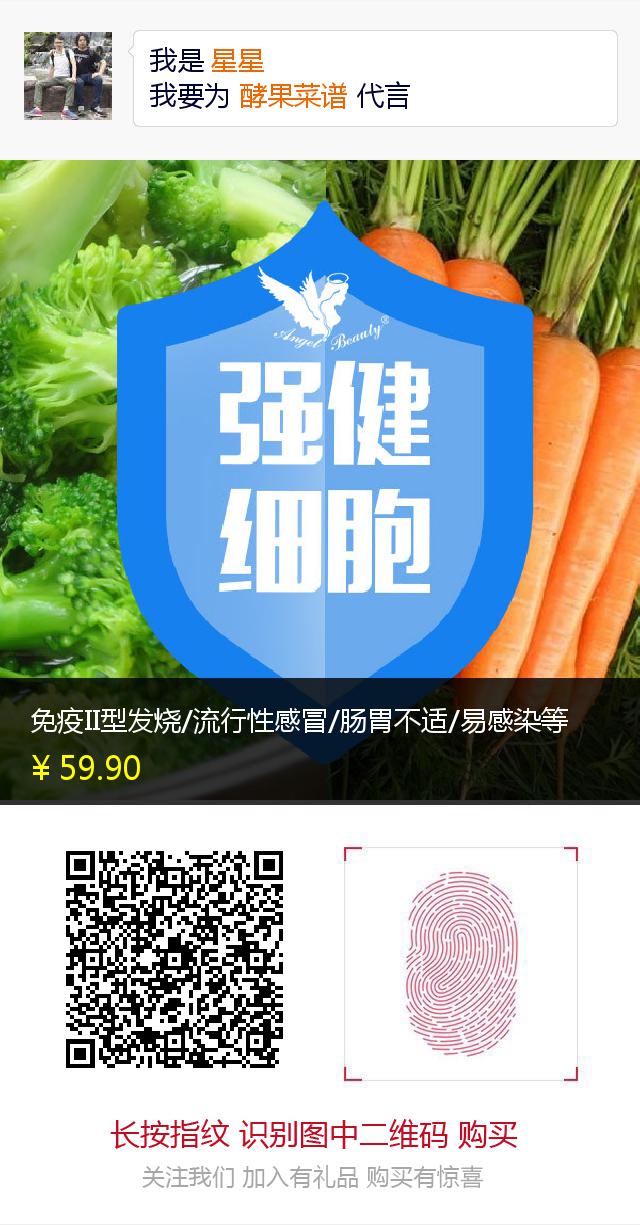 我是 星星
我要为 酵果菜谱 代言
Angel Beauty®
强健
细胞
免疫II型发烧/流行性感冒/肠胃不适/易感染等
¥ 59.90
长按指纹 识别图中二维码 购买
关注我们 加入有礼品 购买有惊喜